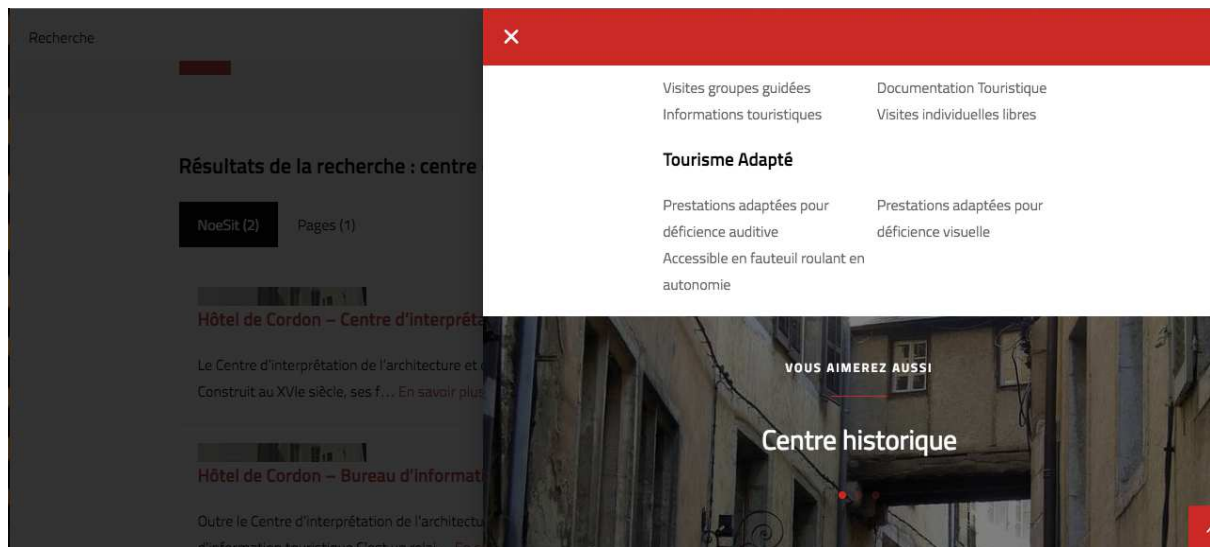 Recherche
Résultats de la recherche : centre
NoeSit (2)
Pages (1)
Hôtel de Cordon – Centre d'interpréta
Le Centre d'interprétation de l'architecture et
Construit au XVIe siècle, ses f... En savoir plus
Hôtel de Cordon – Bureau d'informati
Outre le Centre d'interprétation de l'architectu
d'information touristique
Visites groupes guidées
Documentation Touristique
Informations touristiques
Visites individuelles libres
Tourisme Adapté
Prestations adaptées pour
déficience auditive
Prestations adaptées pour
déficience visuelle
Accessible en fauteuil roulant en
autonomie
VOUS AIMEREZ AUSSI
Centre historique